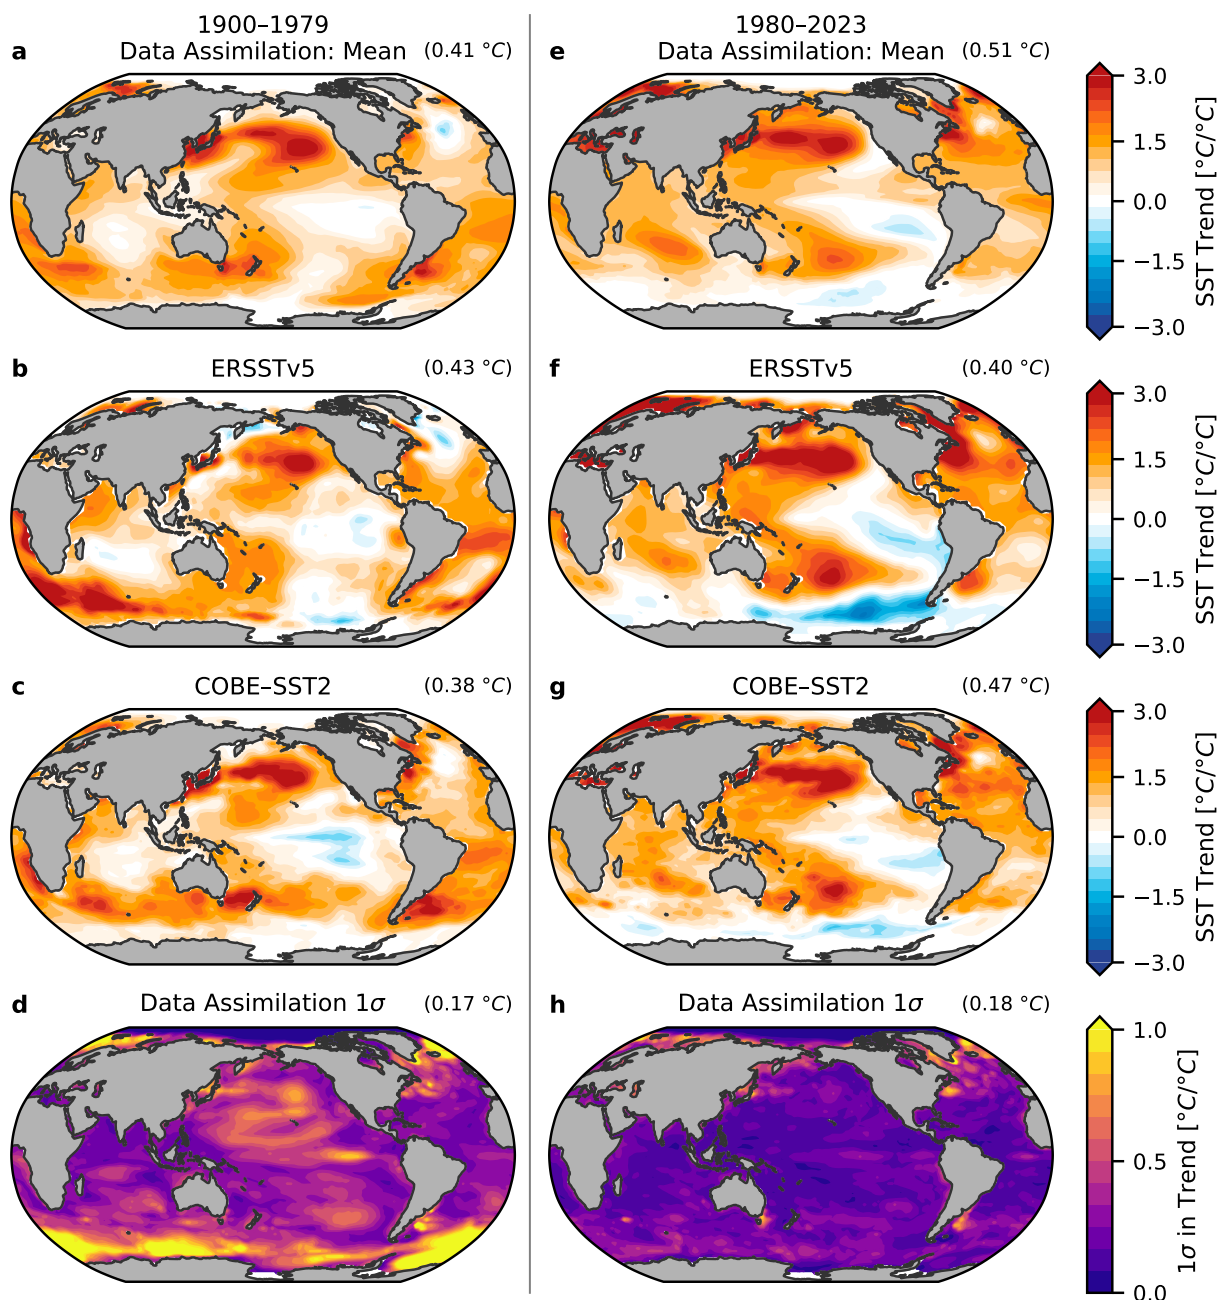 1900–1979
a Data Assimilation: Mean (0.41 °C)
1980–2023
e Data Assimilation: Mean (0.51 °C)
3.0
1.5
0.0
−1.5
−3.0
SST Trend [°C/°C]
b ERSSTv5 (0.43 °C)
f ERSSTv5 (0.40 °C)
3.0
1.5
0.0
−1.5
−3.0
SST Trend [°C/°C]
c COBE–SST2 (0.38 °C)
g COBE–SST2 (0.47 °C)
3.0
1.5
0.0
−1.5
−3.0
SST Trend [°C/°C]
d Data Assimilation 1σ (0.17 °C)
h Data Assimilation 1σ (0.18 °C)
1.0
0.5
0.0
1σ in Trend [°C/°C]